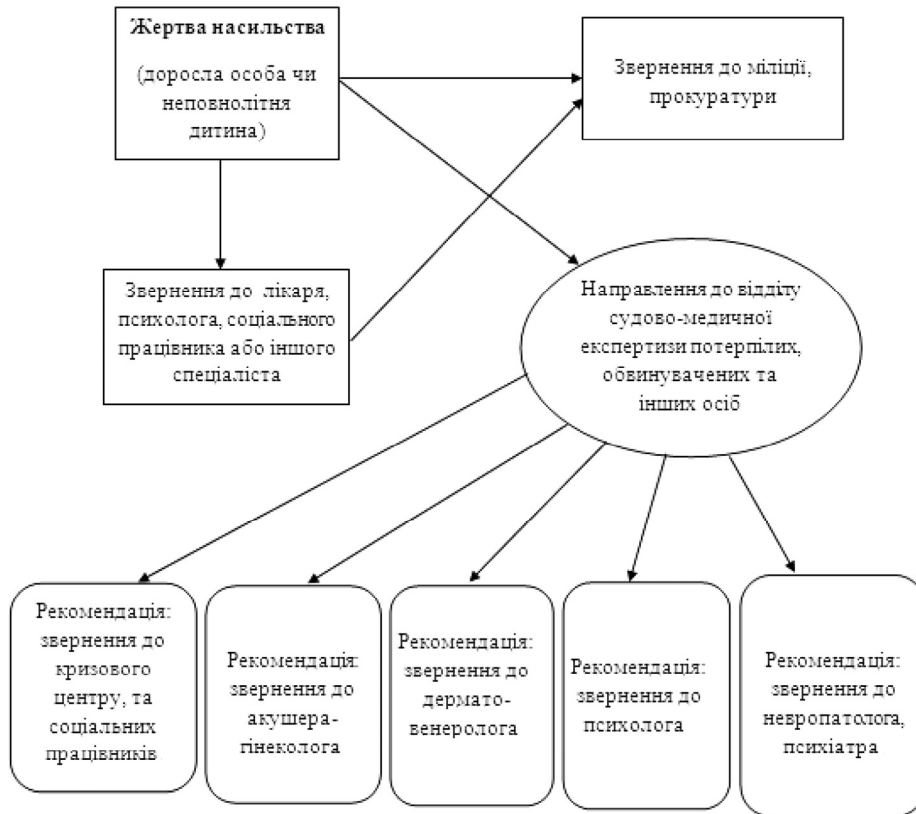 Жертва насильства
(доросла особа чи
неповнолітня
дитина)
Звернення до міліції,
прокуратури
Звернення до лікаря,
психолога, соціального
працівника або іншого
спеціаліста
Направлення до відділу
судово-медичної
експертизи потерпілих,
обвинувачених та
інших осіб
Рекомендація:
звернення до
кризового
центру, та
соціальних
працівників
Рекомендація:
звернення до
акушера-
гінеколога
Рекомендація:
звернення до
дермато-
венеролога
Рекомендація:
звернення до
психолога
Рекомендація:
звернення до
невропатолога,
психіатра